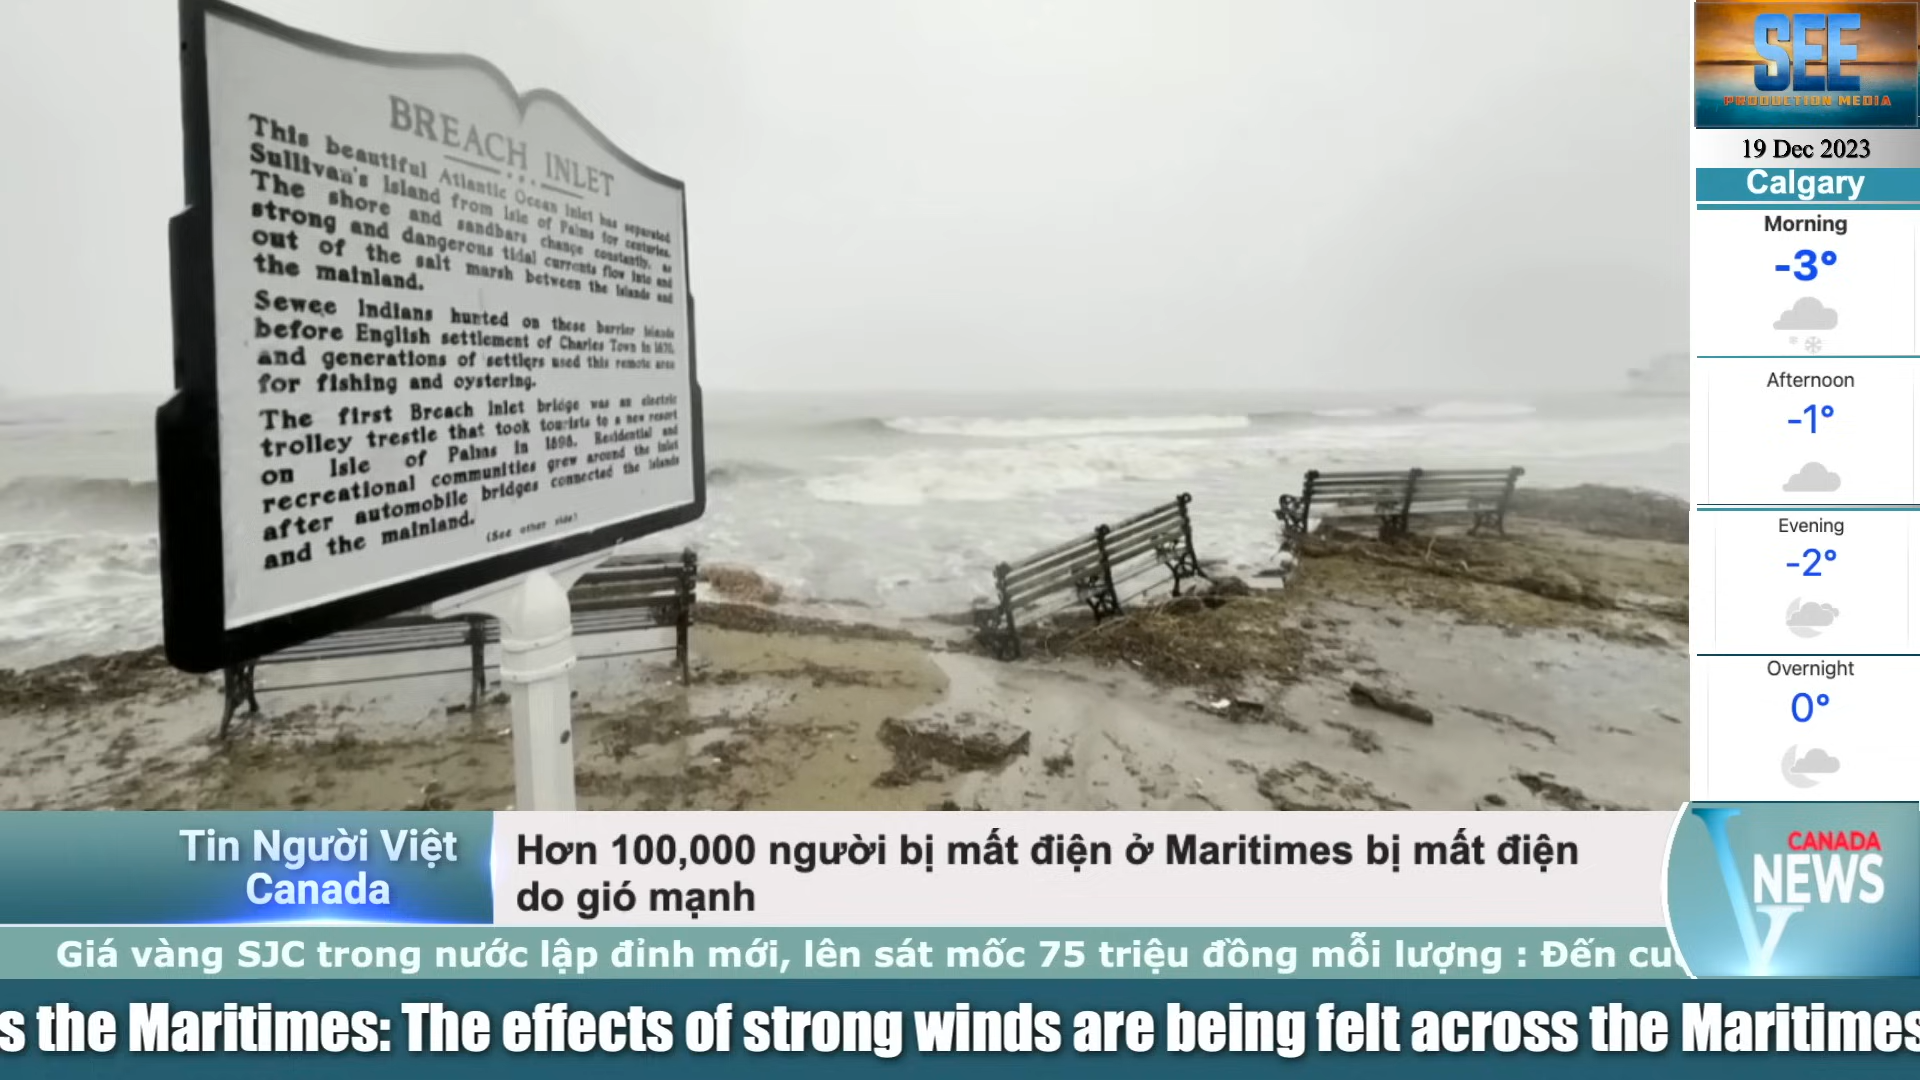 BREACH INLET
This beautiful Atlantic Ocean Inlet has separated
Sullivan's Island from Isle of Palms for centuries.
The shore and sandbars change constantly, as
strong and dangerous tidal currents flow into and
out of the salt marsh between the Islands and
the mainland.
Sewee Indians hunted on these barrier islands
before English settlement of Charles Town in 1670,
and generations of settlers used this remote area
for fishing and oystering.
The first Breach Inlet bridge was an electric
trolley trestle that took tourists to a new resort
on Isle of Palms in 1898. Residential and
recreational communities grew around the inlet
after automobile bridges connected the islands
and the mainland.
(See other side)
SEE
PRODUCTION MEDIA
19 Dec 2023
Calgary
Morning
-3°
Afternoon
-1°
Evening
-2°
Overnight
0°
Tin Người Việt
Canada
Hơn 100,000 người bị mất điện ở Maritimes bị mất điện
do gió mạnh
V CANADA
NEWS
Giá vàng SJC trong nước lập đỉnh mới, lên sát mốc 75 triệu đồng mỗi lượng : Đến
s the Maritimes: The effects of strong winds are being felt across the Maritimes